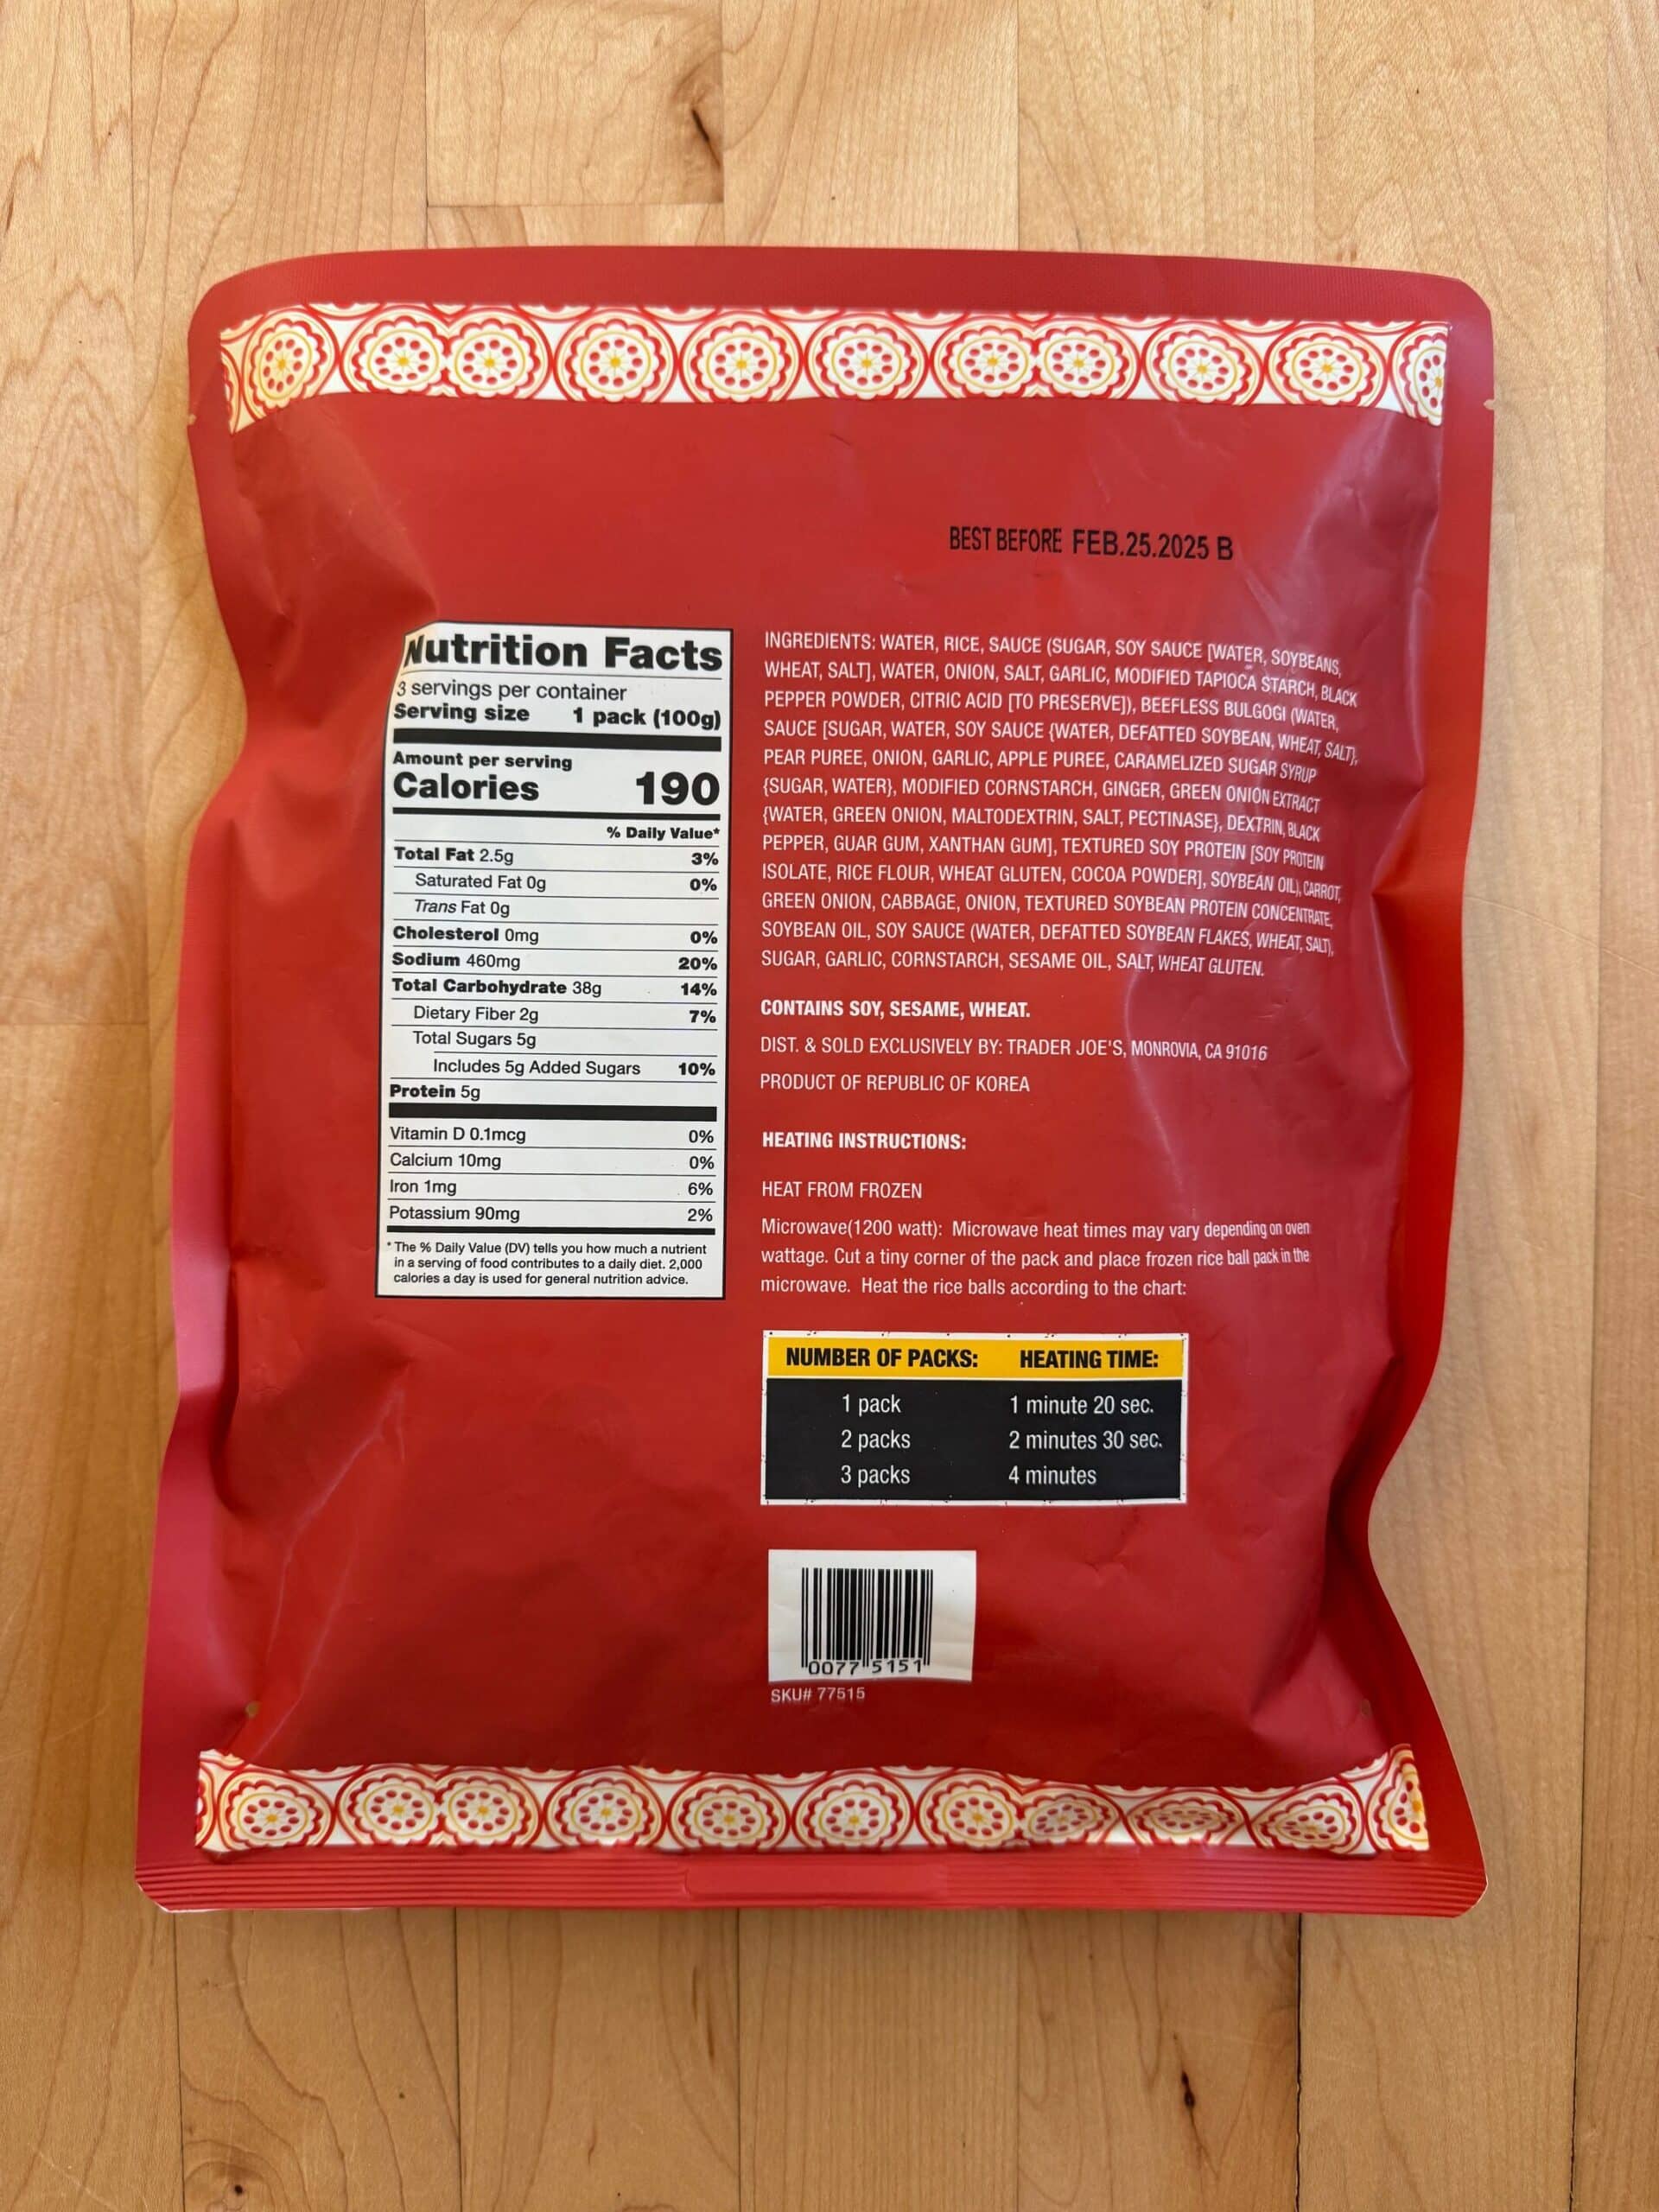 BEST BEFORE FEB.25.2025 B
Nutrition Facts
3 servings per container
Serving size 1 pack (100g)
Amount per serving
Calories 190
% Daily Value*
Total Fat 2.5g 3%
Saturated Fat 0g 0%
Trans Fat 0g
Cholesterol 0mg 0%
Sodium 460mg 20%
Total Carbohydrate 38g 14%
Dietary Fiber 2g 7%
Total Sugars 5g
Includes 5g Added Sugars 10%
Protein 5g
Vitamin D 0.1mcg 0%
Calcium 10mg 0%
Iron 1mg 6%
Potassium 90mg 2%
* The % Daily Value (DV) tells you how much a nutrient
in a serving of food contributes to a daily diet. 2,000
calories a day is used for general nutrition advice.
INGREDIENTS: WATER, RICE, SAUCE (SUGAR, SOY SAUCE [WATER, SOYBEANS,
WHEAT, SALT], WATER, ONION, SALT, GARLIC, MODIFIED TAPIOCA STARCH, BLACK
PEPPER POWDER, CITRIC ACID [TO PRESERVE]), BEEFLESS BULGOGI (WATER,
SAUCE [SUGAR, WATER, SOY SAUCE {WATER, DEFATTED SOYBEAN, WHEAT, SALT},
PEAR PUREE, ONION, GARLIC, APPLE PUREE, CARAMELIZED SUGAR SYRUP
{SUGAR, WATER}, MODIFIED CORNSTARCH, GINGER, GREEN ONION EXTRACT
{WATER, GREEN ONION, MALTODEXTRIN, SALT, PECTINASE}, DEXTRIN, BLACK
PEPPER, GUAR GUM, XANTHAN GUM], TEXTURED SOY PROTEIN [SOY PROTEIN
ISOLATE, RICE FLOUR, WHEAT GLUTEN, COCOA POWDER], SOYBEAN OIL), CARROT,
GREEN ONION, CABBAGE, ONION, TEXTURED SOYBEAN PROTEIN CONCENTRATE,
SOYBEAN OIL, SOY SAUCE (WATER, DEFATTED SOYBEAN FLAKES, WHEAT, SALT),
SUGAR, GARLIC, CORNSTARCH, SESAME OIL, SALT, WHEAT GLUTEN.
CONTAINS SOY, SESAME, WHEAT.
DIST. & SOLD EXCLUSIVELY BY: TRADER JOE'S, MONROVIA, CA 91016
PRODUCT OF REPUBLIC OF KOREA
HEATING INSTRUCTIONS:
HEAT FROM FROZEN
Microwave(1200 watt): Microwave heat times may vary depending on oven
wattage. Cut a tiny corner of the pack and place frozen rice ball pack in the
microwave. Heat the rice balls according to the chart:
NUMBER OF PACKS: HEATING TIME:
1 pack 1 minute 20 sec.
2 packs 2 minutes 30 sec.
3 packs 4 minutes
0077 5151
SKU# 77515